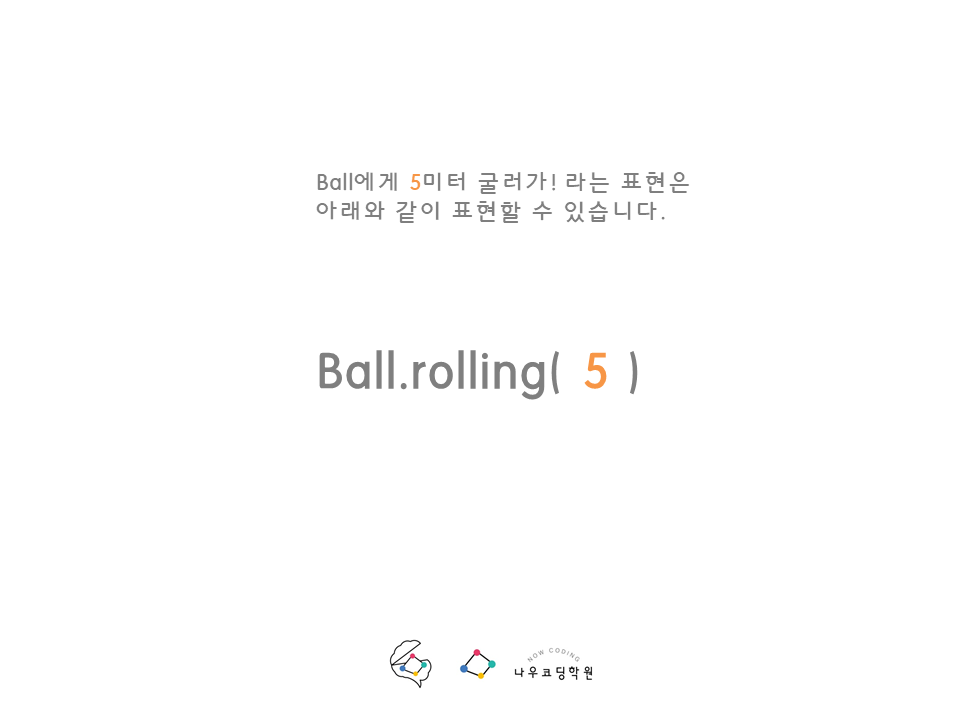 Ball에게 5미터 굴러가! 라는 표현은
아래와 같이 표현할 수 있습니다.
Ball.rolling( 5 )
NOW CODING
나우코딩학원